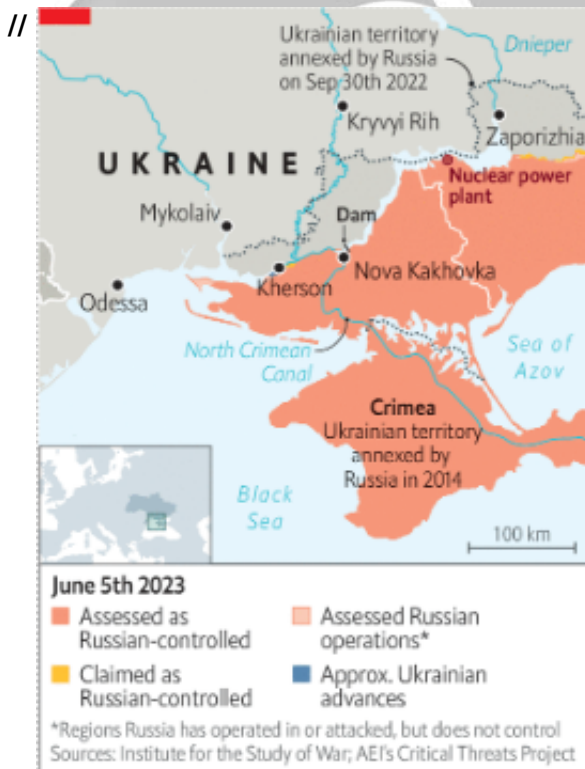 //
Ukrainian territory
annexed by Russia
on Sep 30th 2022
Dnieper
Kryvyi Rih
Zaporizhia
UKRAINE
Nuclear power
plant
Mykolaiv
Dam
Kherson
Nova Kakhovka
Odessa
North Crimean
Canal
Sea of
Azov
Crimea
Ukrainian territory
annexed by
Russia in 2014
Black
Sea
100 km
June 5th 2023
Assessed as
Russian-controlled
Assessed Russian
operations*
Claimed as
Russian-controlled
Approx. Ukrainian
advances
*Regions Russia has operated in or attacked, but does not control
Sources: Institute for the Study of War; AEI's Critical Threats Project